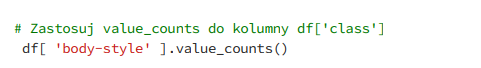 # Zastosuj value_counts do kolumny df['class']
df[ 'body-style' ].value_counts()